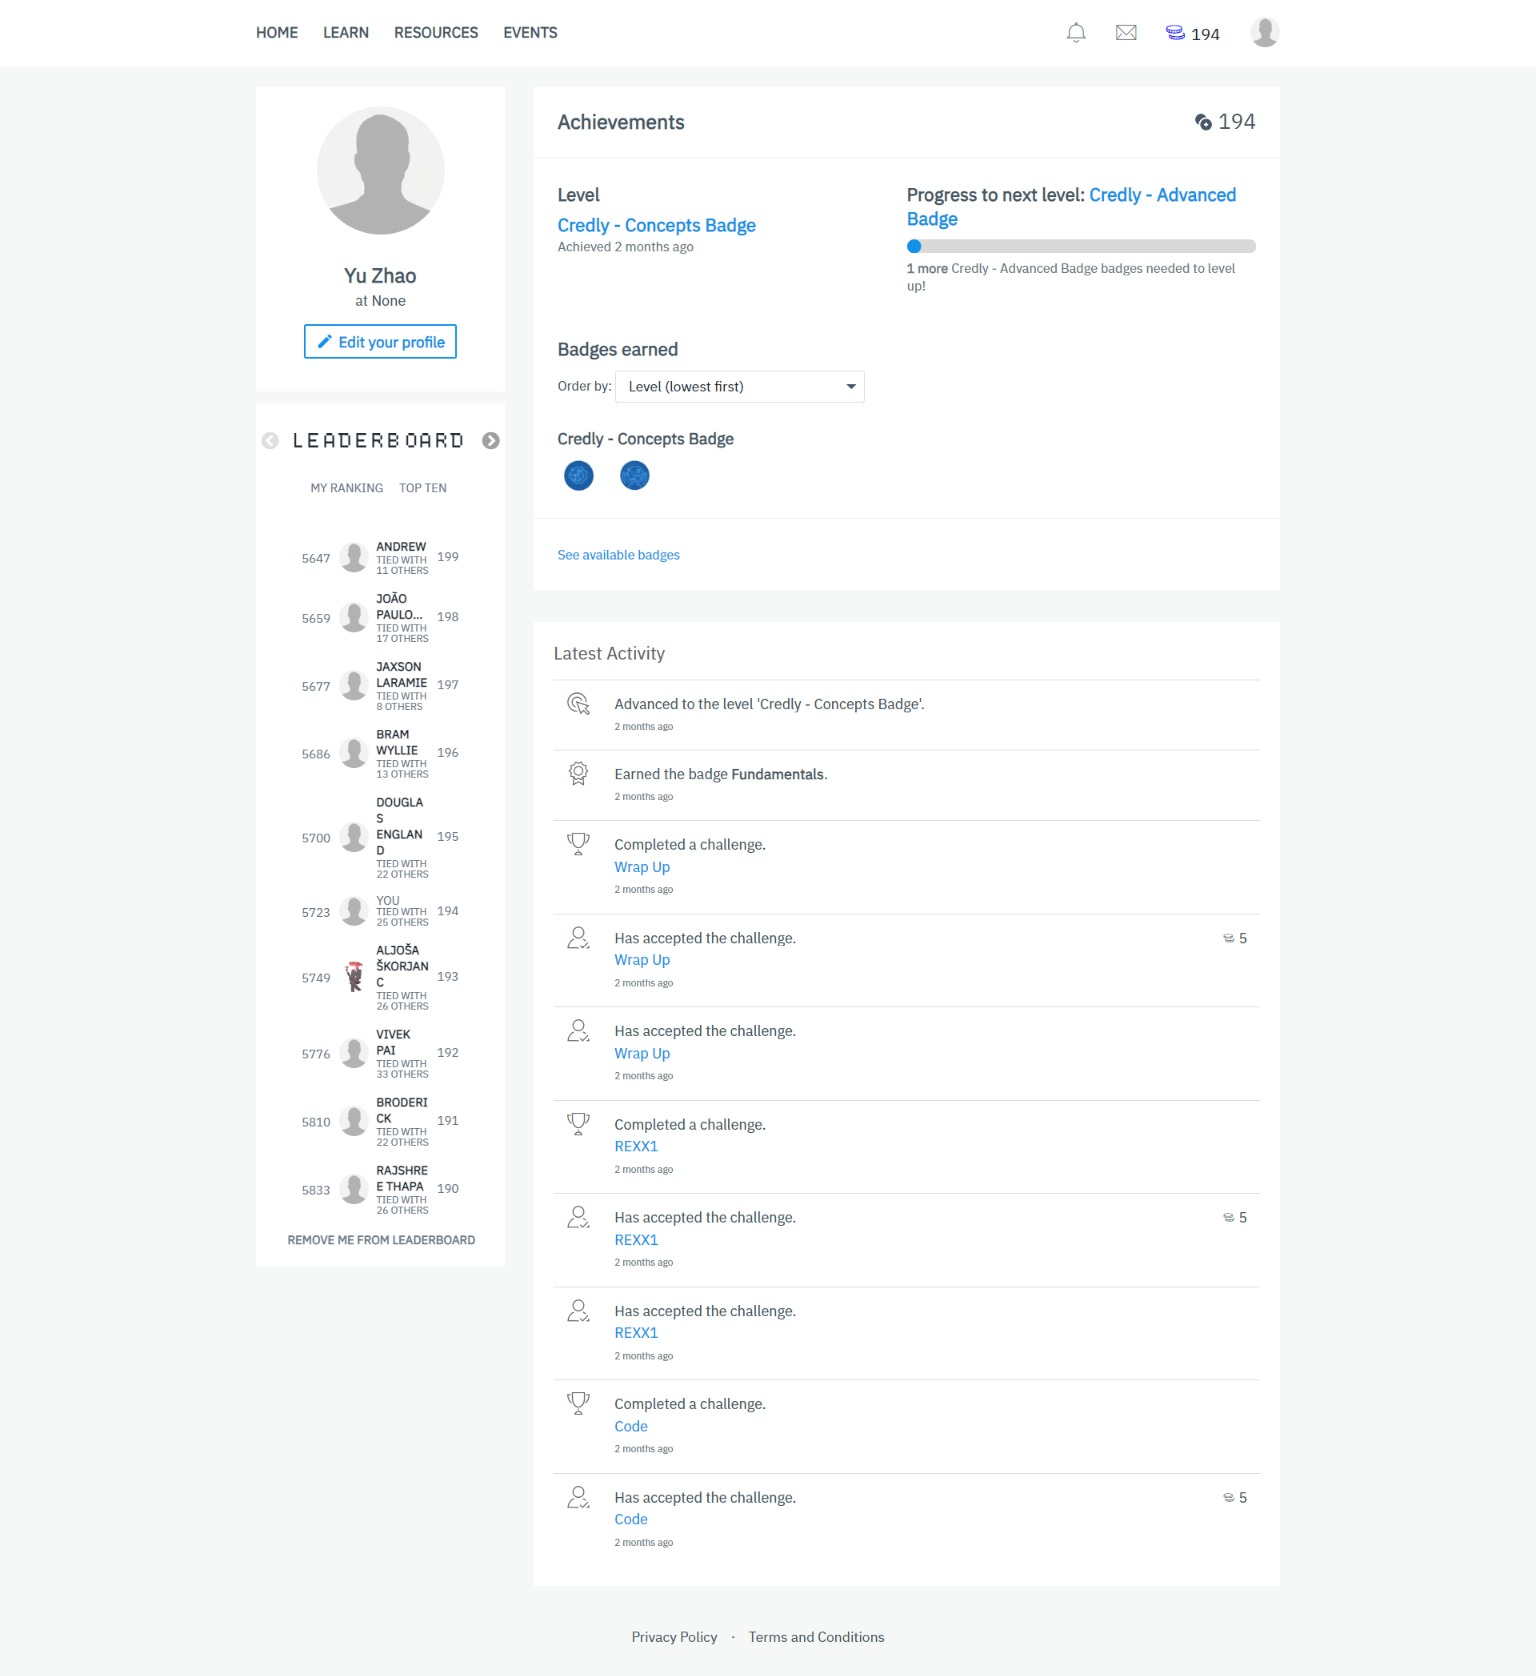 HOME LEARN RESOURCES EVENTS 194
Yu Zhao
at None
Edit your profile
LEADERBOARD
MY RANKING TOP TEN
5647 ANDREW 199
TIED WITH
11 OTHERS
5659 JOÃO
PAULO... 198
TIED WITH
17 OTHERS
5677 JAXSON
LARAMIE 197
TIED WITH
8 OTHERS
5686 BRAM
WYLLIE 196
TIED WITH
13 OTHERS
5700 DOUGLA
S
ENGLAN 195
D
TIED WITH
22 OTHERS
5723 YOU 194
TIED WITH
25 OTHERS
5749 ALJOŠA
ŠKORJAN
C 193
TIED WITH
26 OTHERS
5776 VIVEK
PAI 192
TIED WITH
33 OTHERS
5810 BRODERI
CK 191
TIED WITH
22 OTHERS
5833 RAJSHRE
E THAPA 190
TIED WITH
26 OTHERS
REMOVE ME FROM LEADERBOARD
Achievements 194
Level
Credly - Concepts Badge
Achieved 2 months ago
Progress to next level: Credly - Advanced
Badge
1 more Credly - Advanced Badge badges needed to level
up!
Badges earned
Order by: Level (lowest first)
Credly - Concepts Badge
See available badges
Latest Activity
Advanced to the level 'Credly - Concepts Badge'.
2 months ago
Earned the badge Fundamentals.
2 months ago
Completed a challenge.
Wrap Up
2 months ago
Has accepted the challenge. 5
Wrap Up
2 months ago
Has accepted the challenge.
Wrap Up
2 months ago
Completed a challenge.
REXX1
2 months ago
Has accepted the challenge. 5
REXX1
2 months ago
Has accepted the challenge.
REXX1
2 months ago
Completed a challenge.
Code
2 months ago
Has accepted the challenge. 5
Code
2 months ago
Privacy Policy · Terms and Conditions